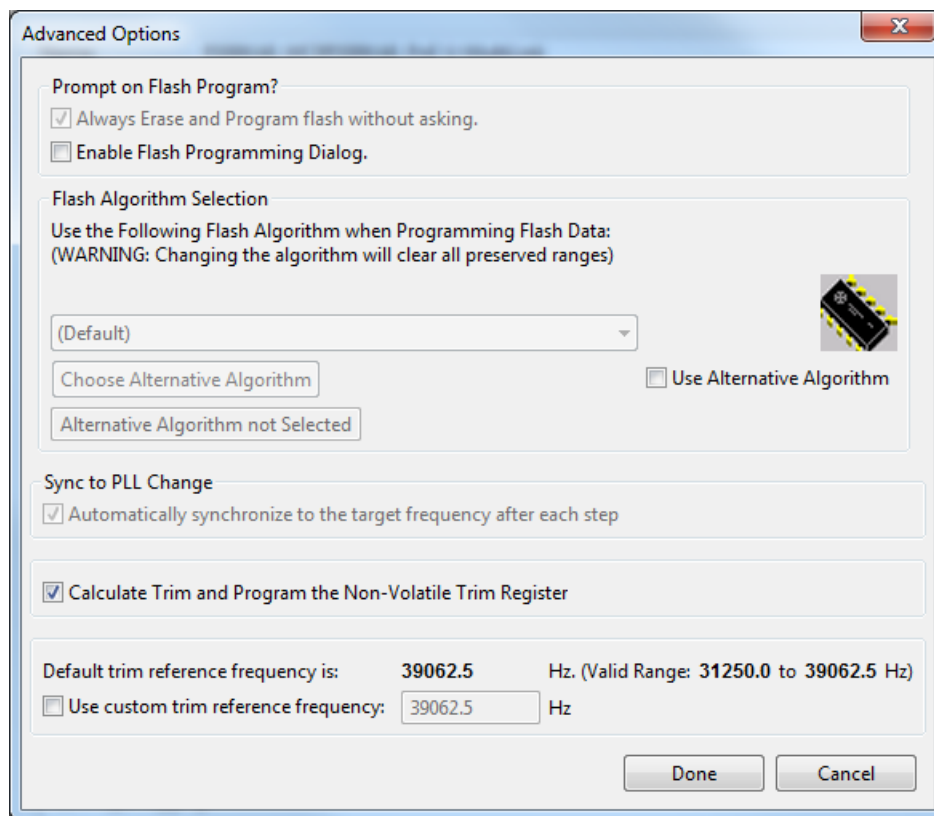 Advanced Options
Prompt on Flash Program?
Always Erase and Program flash without asking.
Enable Flash Programming Dialog.
Flash Algorithm Selection
Use the Following Flash Algorithm when Programming Flash Data:
(WARNING: Changing the algorithm will clear all preserved ranges)
(Default)
Choose Alternative Algorithm
Use Alternative Algorithm
Alternative Algorithm not Selected
Sync to PLL Change
Automatically synchronize to the target frequency after each step
Calculate Trim and Program the Non-Volatile Trim Register
Default trim reference frequency is: 39062.5 Hz. (Valid Range: 31250.0 to 39062.5 Hz)
Use custom trim reference frequency: 39062.5 Hz
Done Cancel